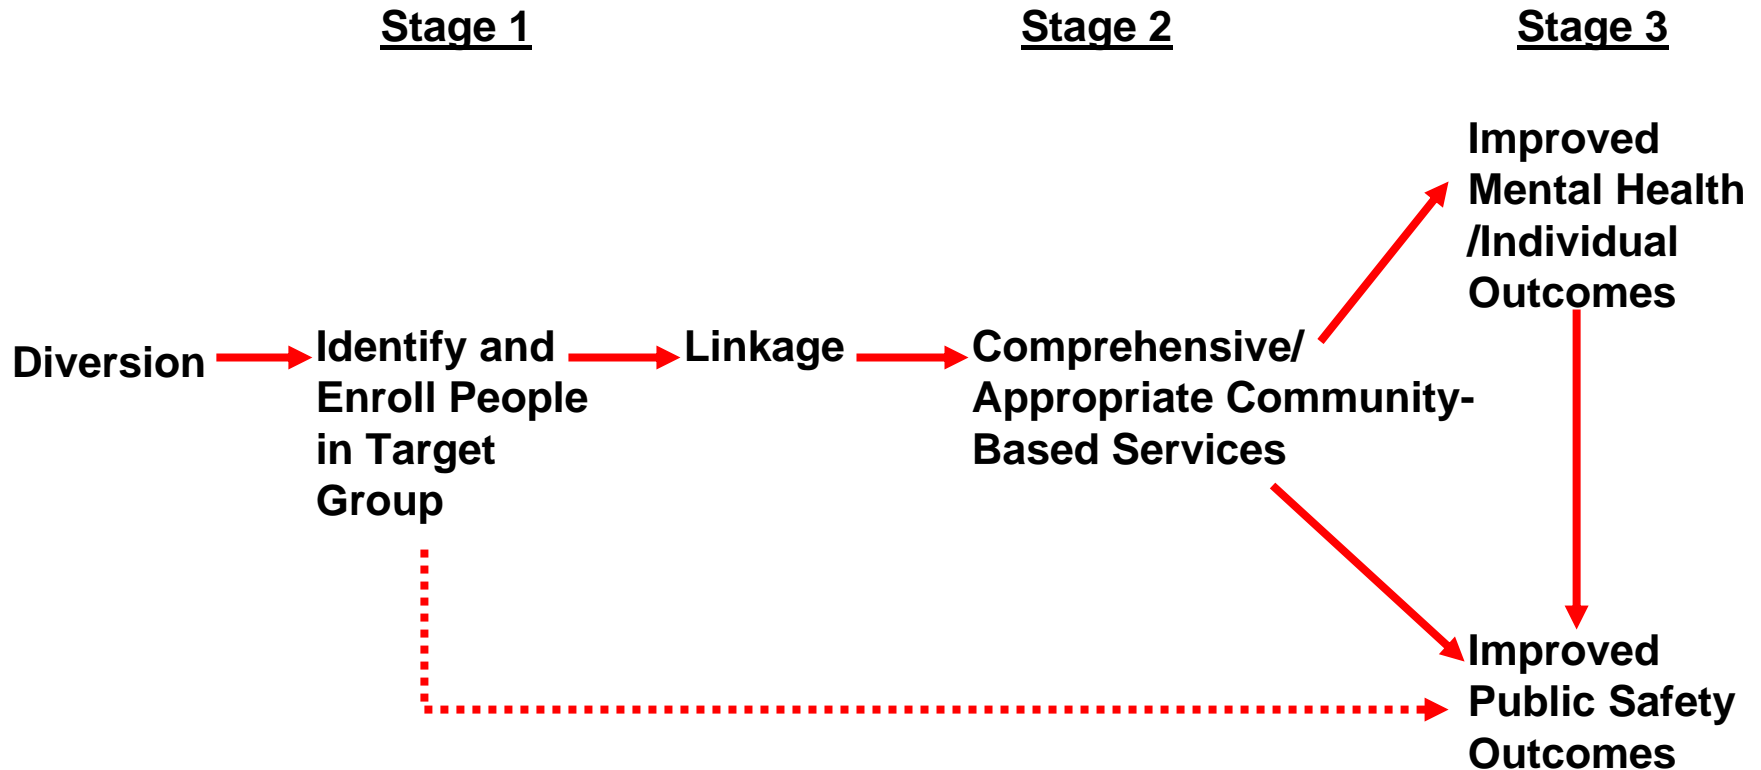 Stage 1
Stage 2
Stage 3
Diversion
Identify and
Enroll People
in Target
Group
Linkage
Comprehensive/
Appropriate Community-
Based Services
Improved
Mental Health
/Individual
Outcomes
Improved
Public Safety
Outcomes